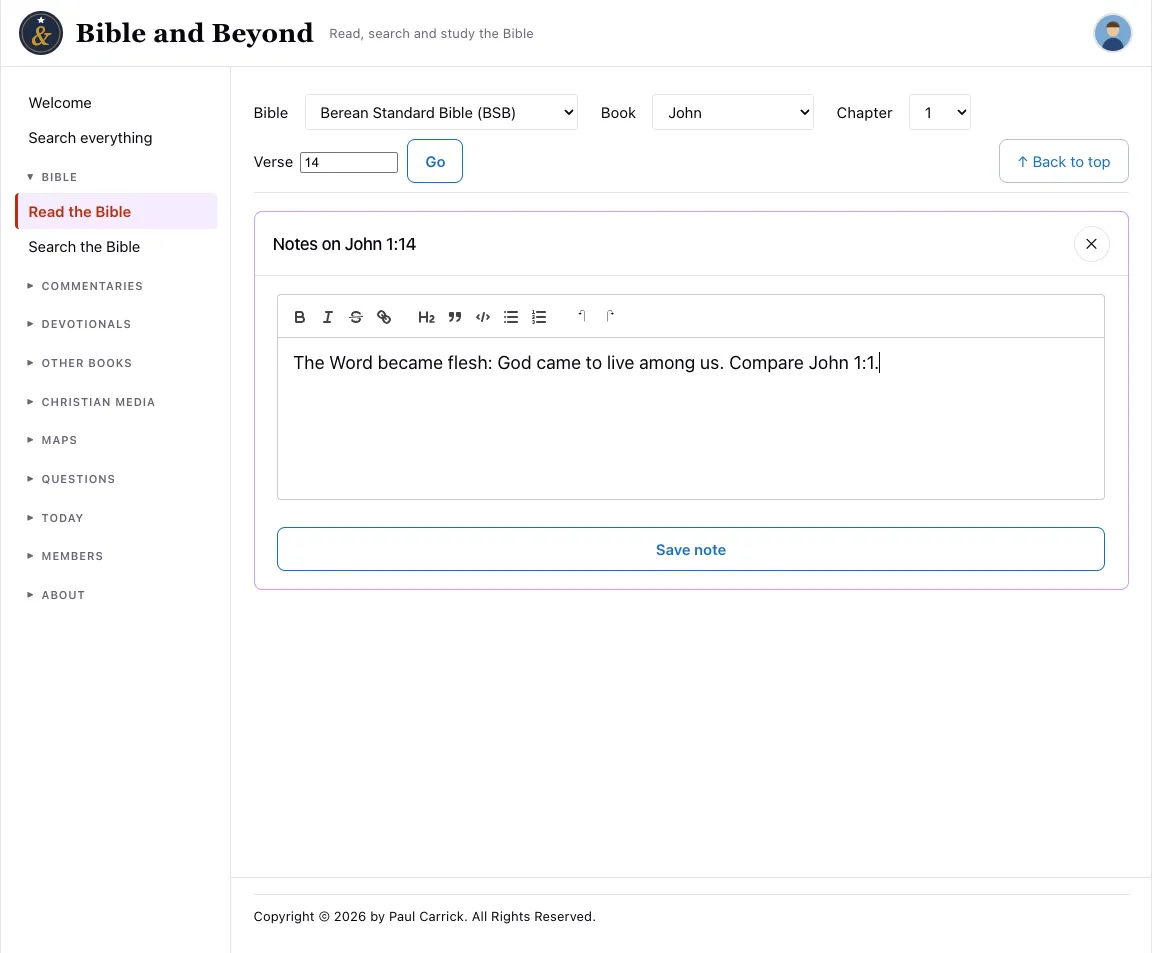 &
Bible and Beyond
Read, search and study the Bible
Welcome
Search everything
▼ BIBLE
Read the Bible
Search the Bible
► COMMENTARIES
► DEVOTIONALS
► OTHER BOOKS
► CHRISTIAN MEDIA
► MAPS
► QUESTIONS
► TODAY
► MEMBERS
► ABOUT
Bible Berean Standard Bible (BSB) Book John Chapter 1
Verse 14 Go ↑ Back to top
Notes on John 1:14
B I S H2 ” </>
The Word became flesh: God came to live among us. Compare John 1:1.
Save note
Copyright © 2026 by Paul Carrick. All Rights Reserved.